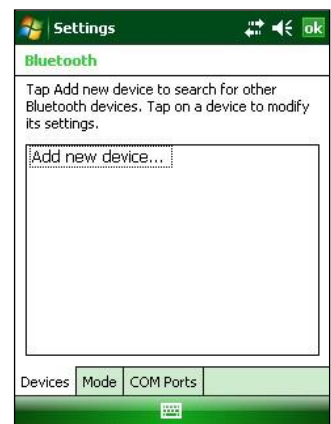 Settings
ok
Bluetooth
Tap Add new device to search for other
Bluetooth devices. Tap on a device to modify
its settings.
Add new device...
Devices Mode COM Ports